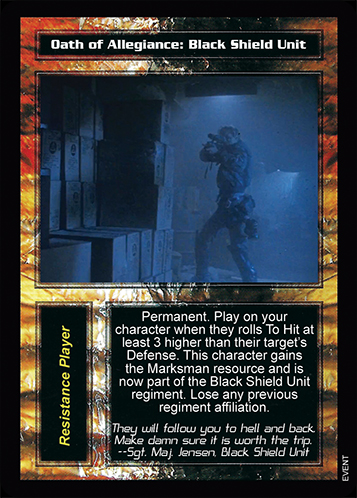 Oath of Allegiance: Black Shield Unit
Resistance Player
Permanent. Play on your
character when they rolls To Hit at
least 3 higher than their target's
Defense. This character gains
the Marksman resource and is
now part of the Black Shield Unit
regiment. Lose any previous
regiment affiliation.
They will follow you to hell and back.
Make damn sure it is worth the trip.
--Sgt. Maj. Jensen, Black Shield Unit
EVENT